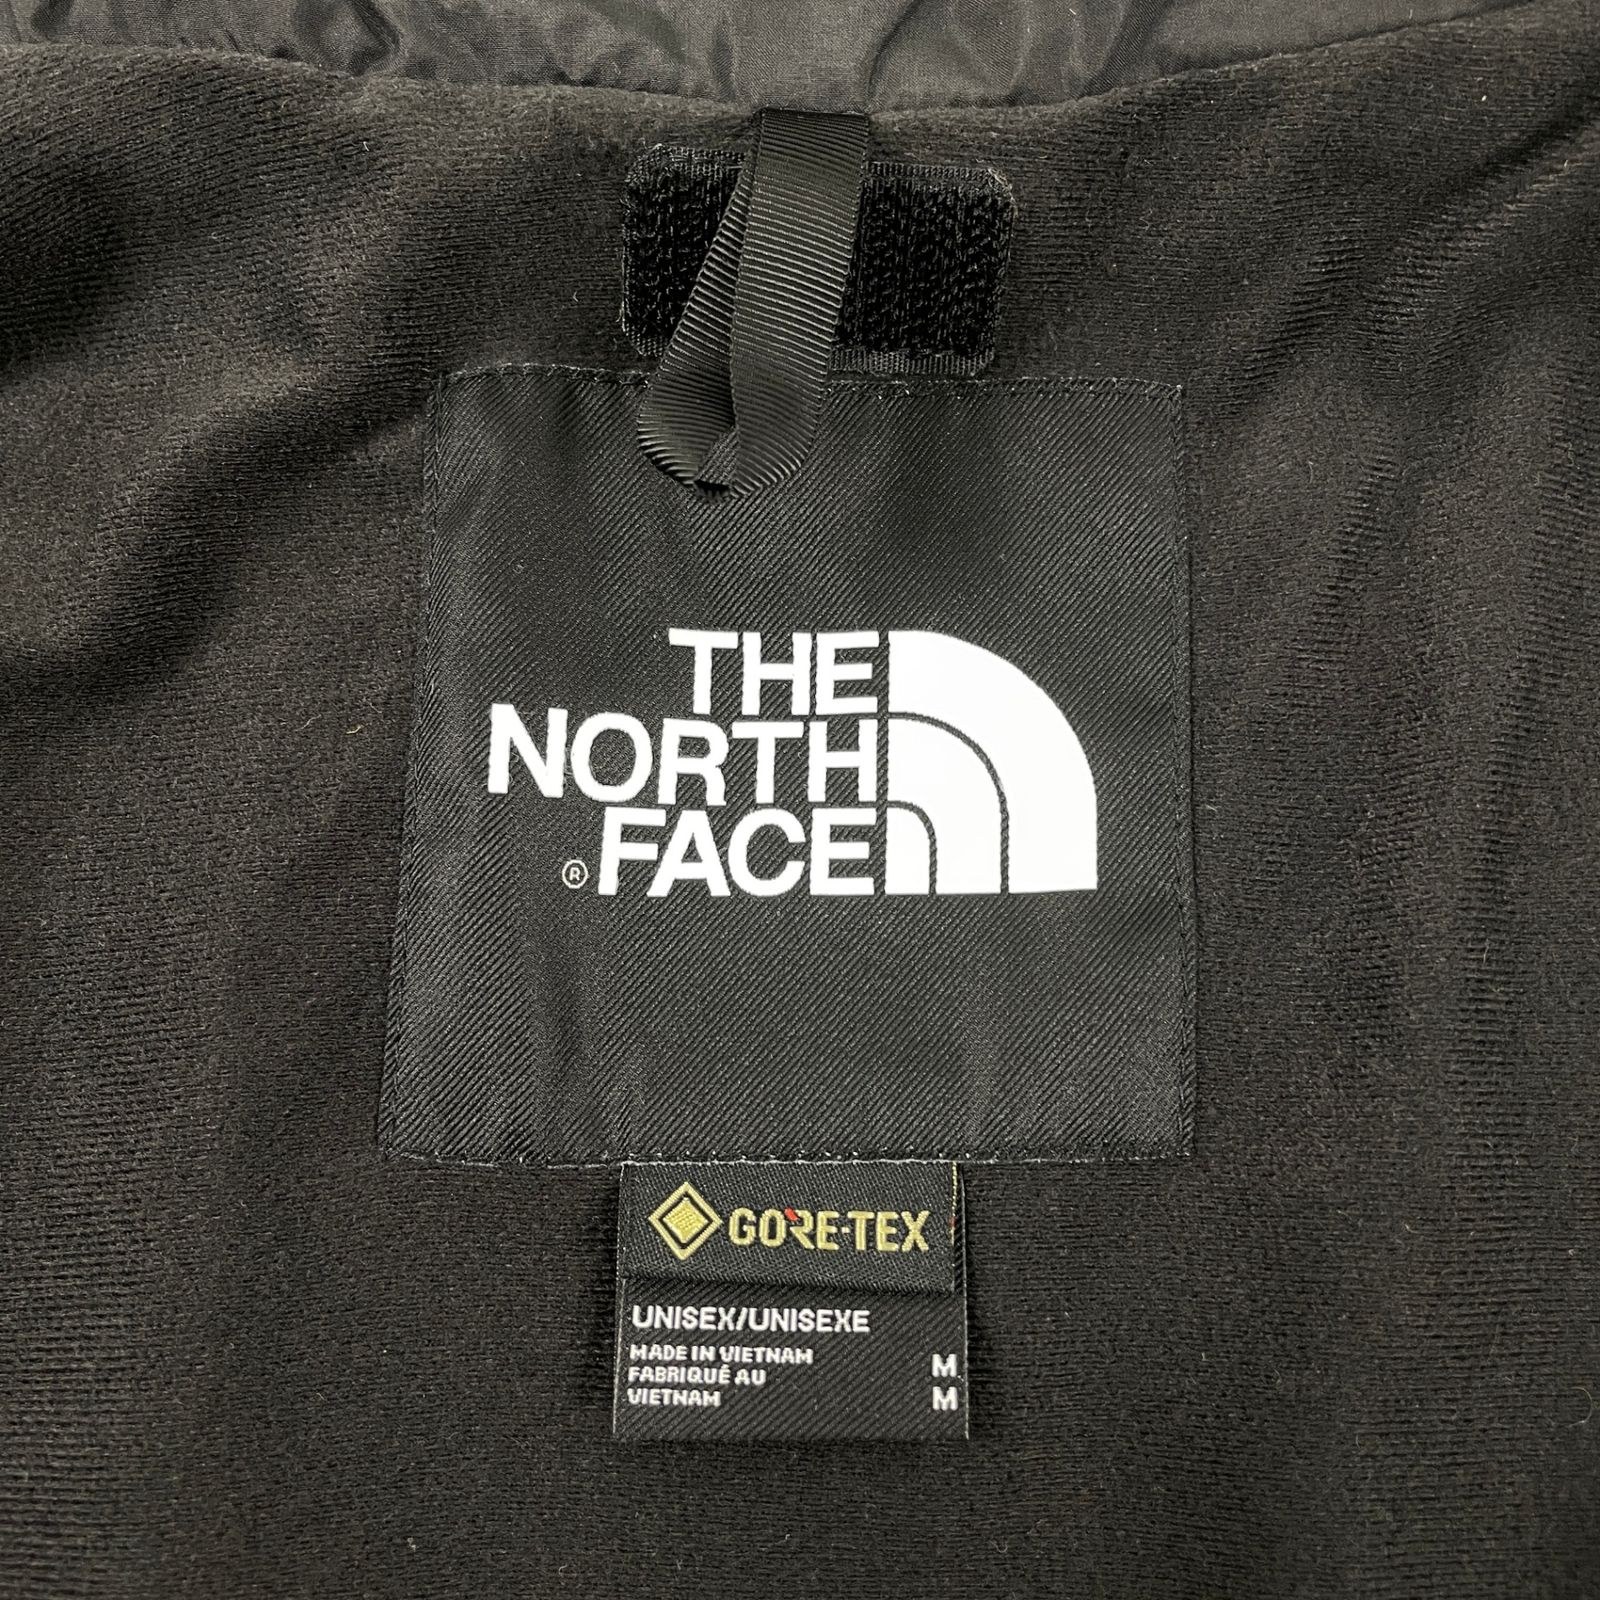 THE
NORTH
® FACE
GORE-TEX
UNISEX/UNISEXE
MADE IN VIETNAM M
FABRIQUÉ AU
VIETNAM M